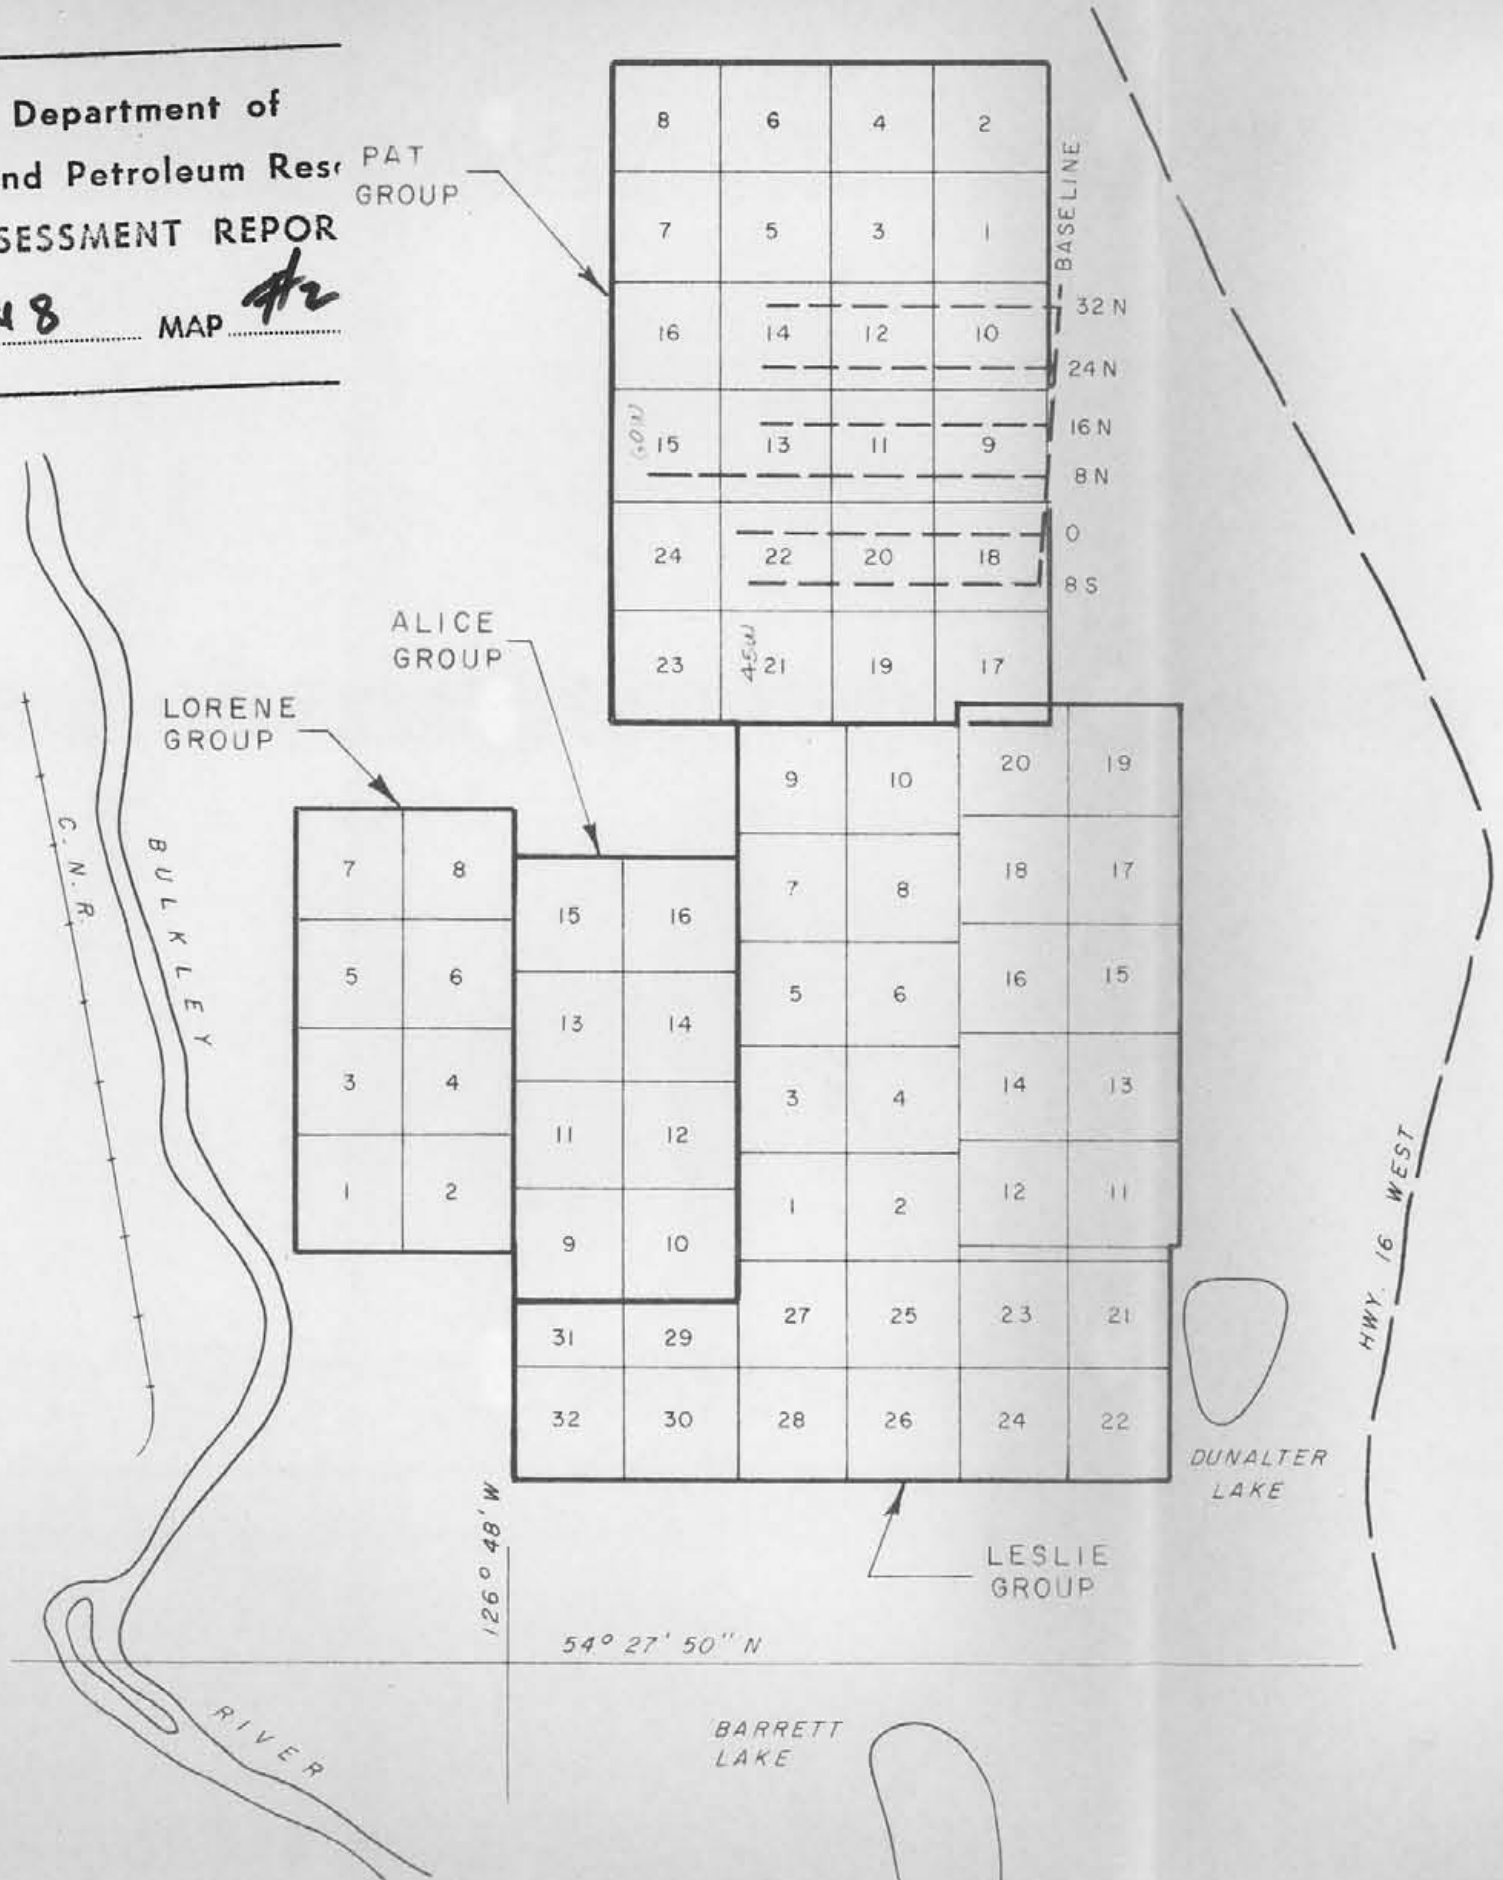 Department of
nd Petroleum Res
SESSMENT REPOR
48 MAP #2
PAT
GROUP
8 6 4 2
7 5 3 1
BASELINE
32 N
16 14 12 10
24 N
16 N
60W
15 13 11 9
8 N
0
24 22 20 18
8 S
45W
23 21 19 17
ALICE
GROUP
LORENE
GROUP
9 10 20 19
7 8 18 17
5 6 16 15
3 4 14 13
1 2 12 11
7 8
5 6
3 4
1 2
15 16
13 14
11 12
9 10
31 29 27 25 23 21
32 30 28 26 24 22
C. N. R.
BULKLEY
RIVER
HWY. 16 WEST
DUNALTER
LAKE
LESLIE
GROUP
126° 48' W
54° 27' 50" N
BARRETT
LAKE